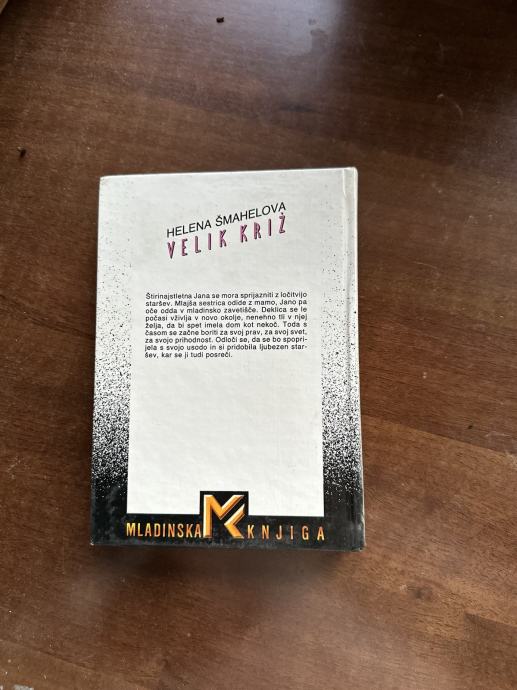 HELENA ŠMAHELOVA
VELIK KRIŽ
Štirinajstletna Jana se mora sprijazniti z ločitvijo
staršev. Mlajša sestrica odide z mamo, Jano pa
oče odda v mladinsko zavetišče. Deklica se le
počasi vživlja v novo okolje, nenehno tli v njej
želja, da bi spet imela dom kot nekoč. Toda s
časom se začne boriti za svoj prav, za svoj svet,
za svojo prihodnost. Odloči se, da se bo spopri-
jela s svojo usodo in si pridobila ljubezen star-
šev, kar se ji tudi posreči.
MLADINSKA MK KNJIGA